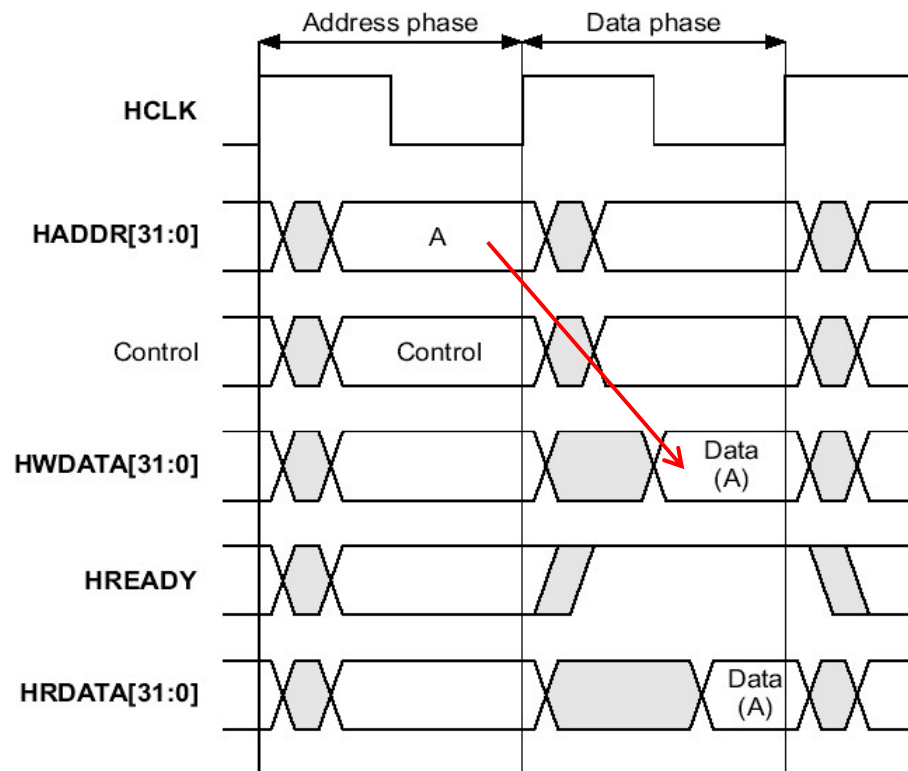 Address phase Data phase
HCLK
HADDR[31:0] A
Control Control
HWDATA[31:0] Data
(A)
HREADY
HRDATA[31:0] Data
(A)